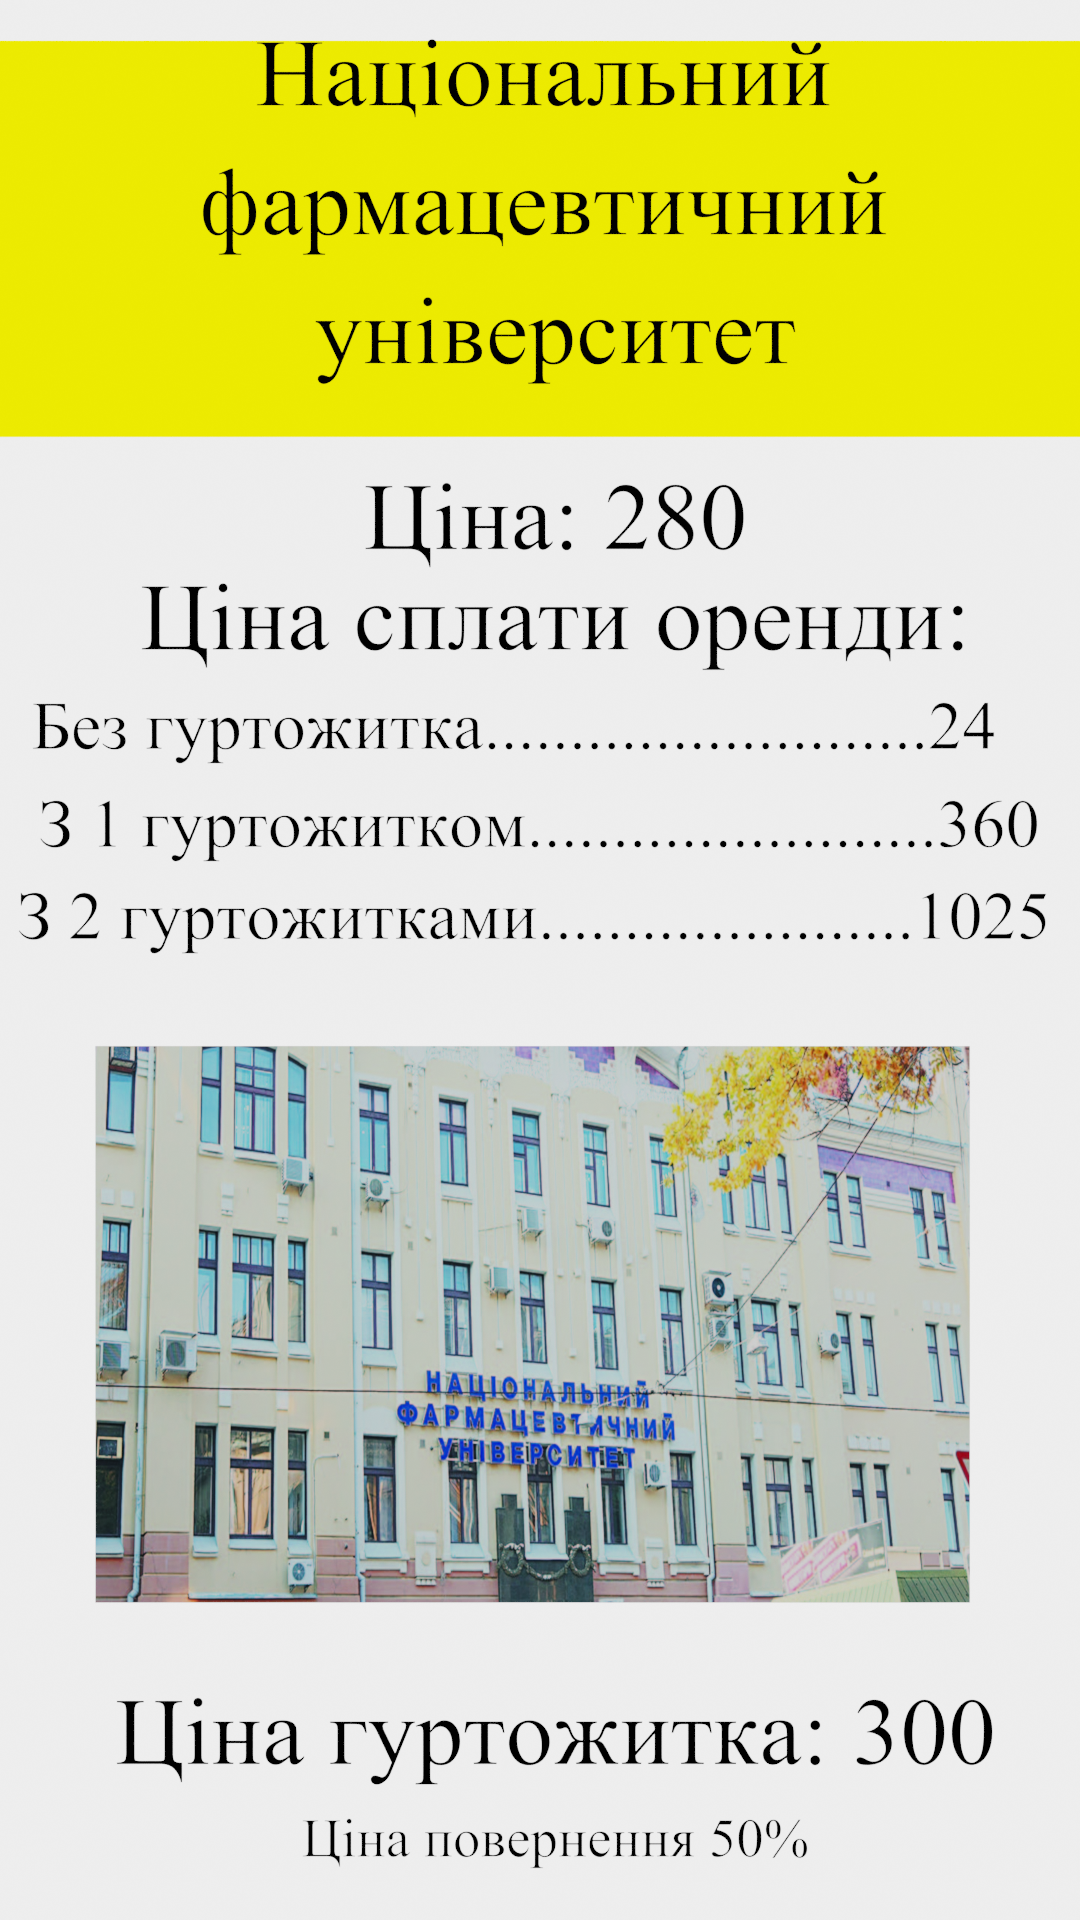 Національний
фармацевтичний
університет
Ціна: 280
Ціна сплати оренди:
Без гуртожитка..........................24
З 1 гуртожитком........................360
З 2 гуртожитками......................1025
НАЦІОНАЛЬНИЙ
ФАРМАЦЕВТИЧНИЙ
УНІВЕРСИТЕТ
Ціна гуртожитка: 300
Ціна повернення 50%